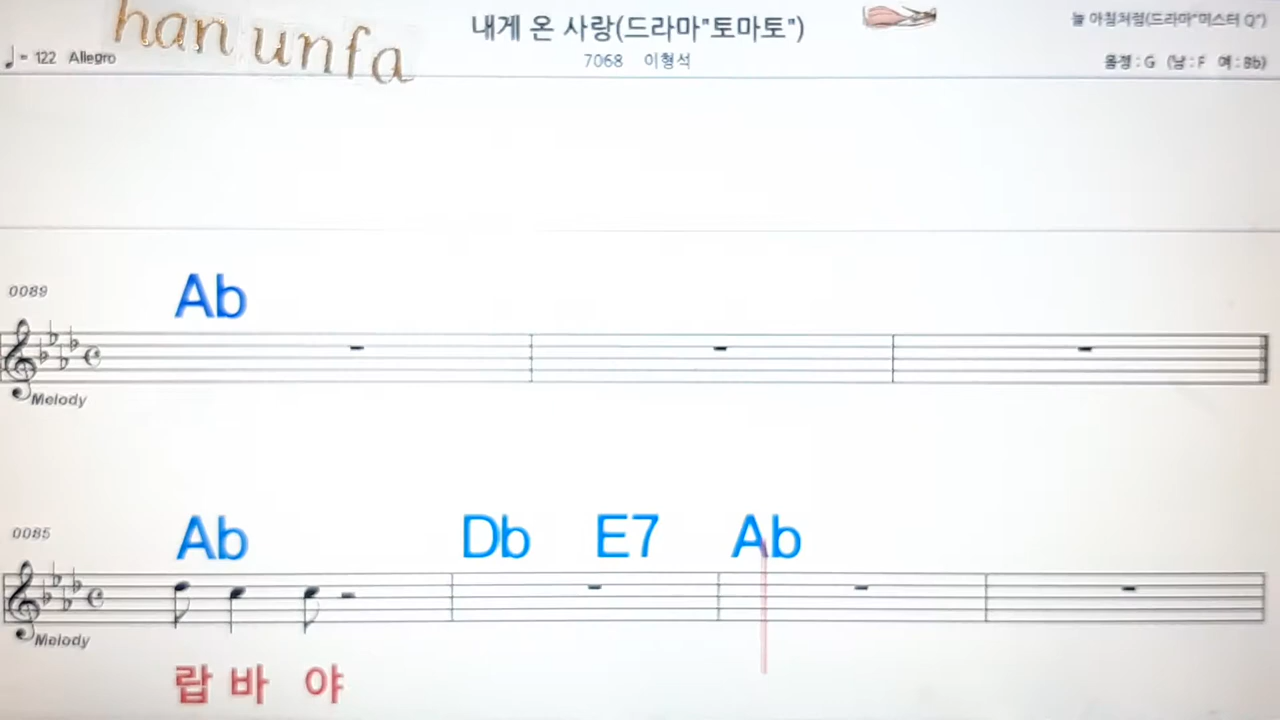 han unfa
내게 온 사랑(드라마"토마토")
늘 아침처럼(드라마"미스터 Q")
♩= 122 Allegro
7068 이형석
음정 : G (남 : F 여 : Bb)
0089
Ab
Melody
0085
Ab Db E7 Ab
Melody
랍 바 야